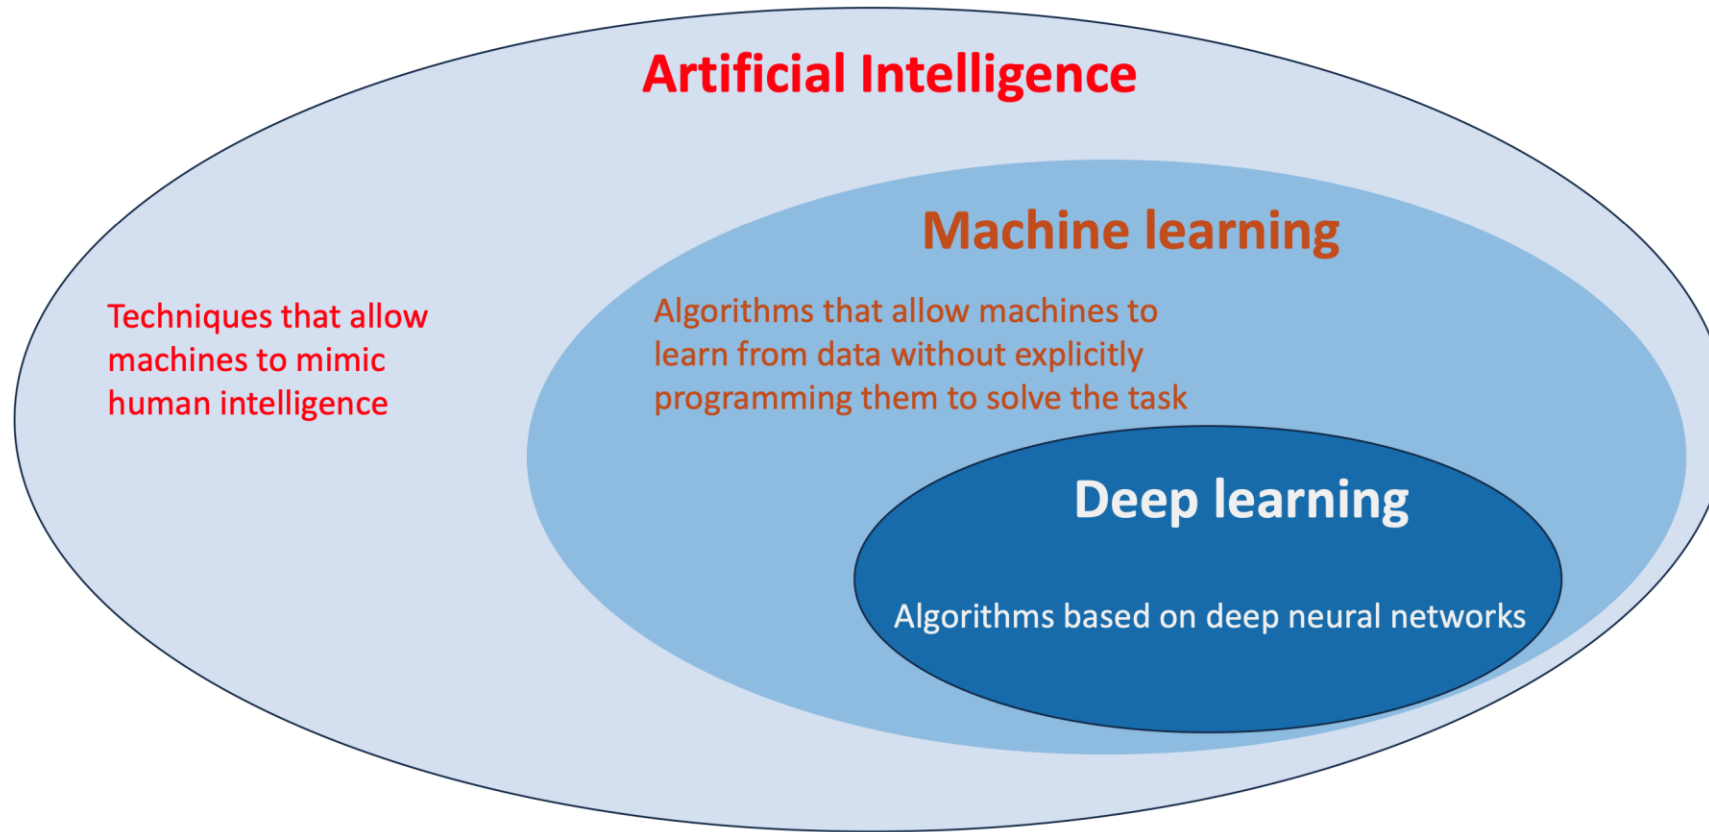 Artificial Intelligence
Machine learning
Techniques that allow
machines to mimic
human intelligence
Algorithms that allow machines to
learn from data without explicitly
programming them to solve the task
Deep learning
Algorithms based on deep neural networks